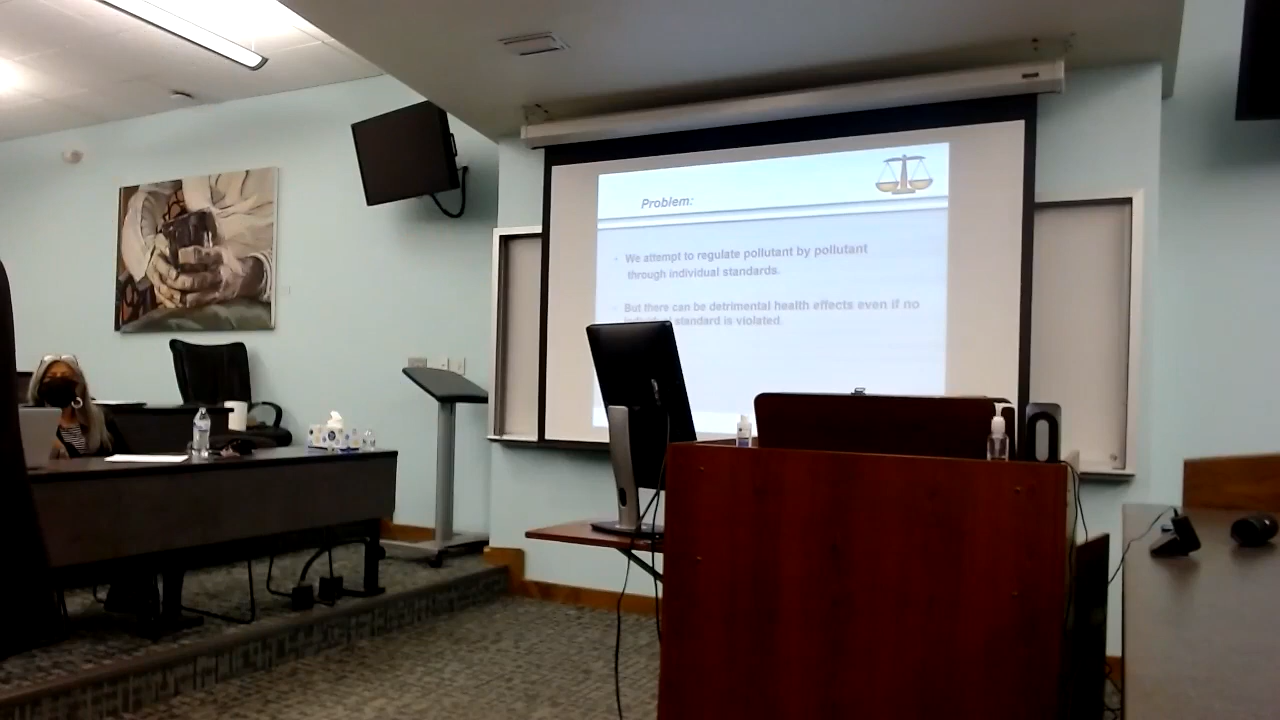 Problem:
We attempt to regulate pollutant by pollutant
through individual standards.
But there can be detrimental health effects even if no
individual standard is violated.